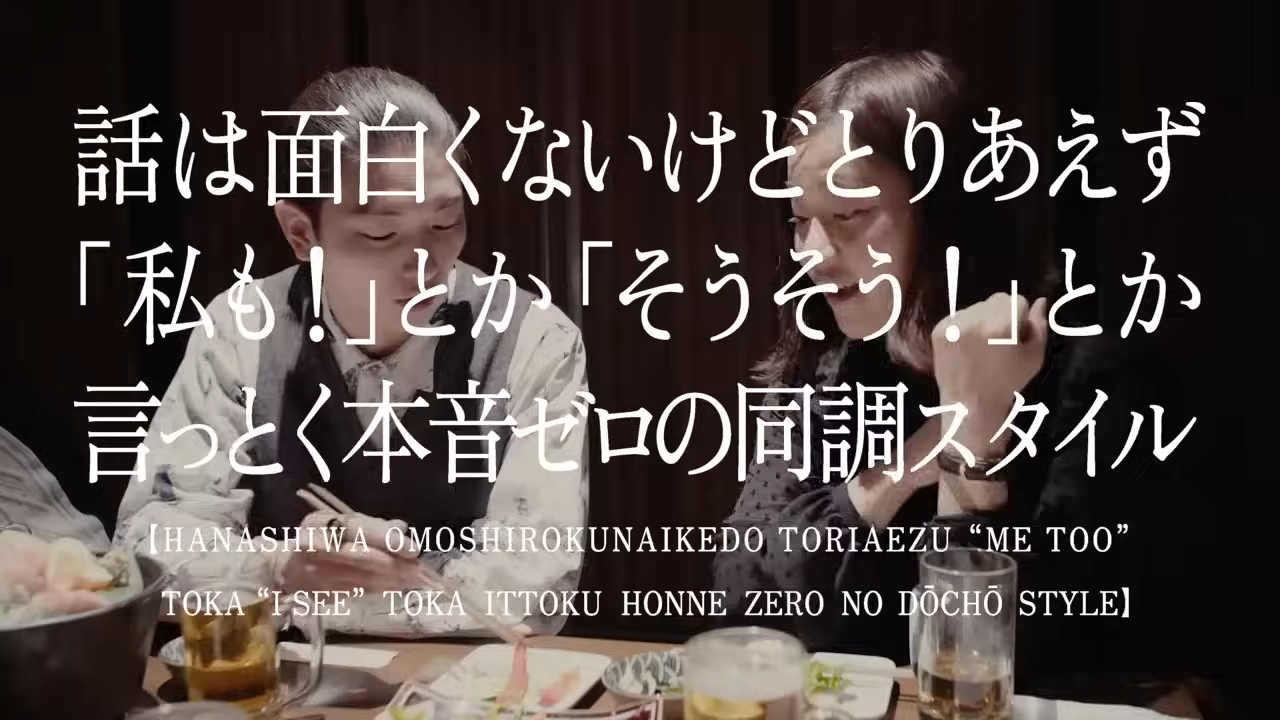 話は面白くないけどとりあえず
「私も！」とか「そうそう！」とか
言っとく本音ゼロの同調スタイル
【HANASHIWA OMOSHIROKUNAIKEDO TORIAEZU “ME TOO”
TOKA “I SEE” TOKA ITTOKU HONNE ZERO NO DŌCHŌ STYLE】